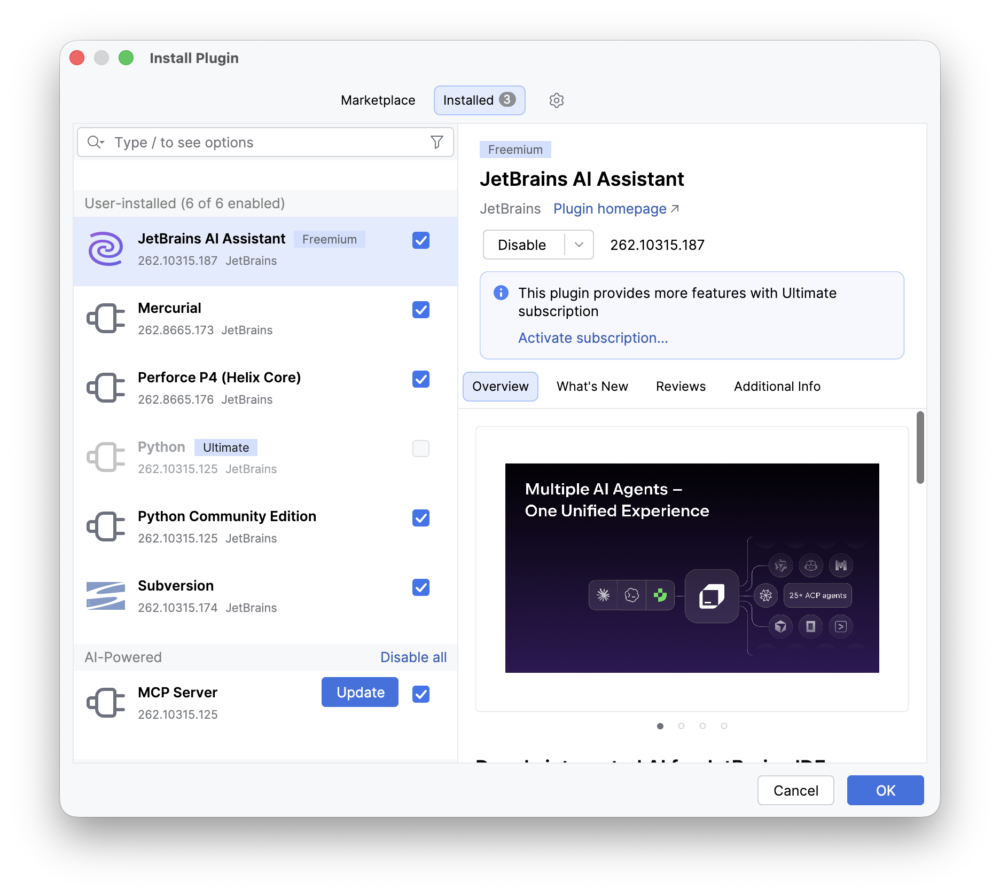 Install Plugin
Marketplace
Installed 3
Type / to see options
User-installed (6 of 6 enabled)
JetBrains AI Assistant Freemium
262.10315.187 JetBrains
Mercurial
262.8665.173 JetBrains
Perforce P4 (Helix Core)
262.8665.176 JetBrains
Python Ultimate
262.10315.125 JetBrains
Python Community Edition
262.10315.125 JetBrains
Subversion
262.10315.174 JetBrains
AI-Powered Disable all
MCP Server Update
262.10315.125
Freemium
JetBrains AI Assistant
JetBrains Plugin homepage
Disable 262.10315.187
This plugin provides more features with Ultimate
subscription
Activate subscription...
Overview What's New Reviews Additional Info
Multiple AI Agents –
One Unified Experience
25+ ACP agents
Cancel OK